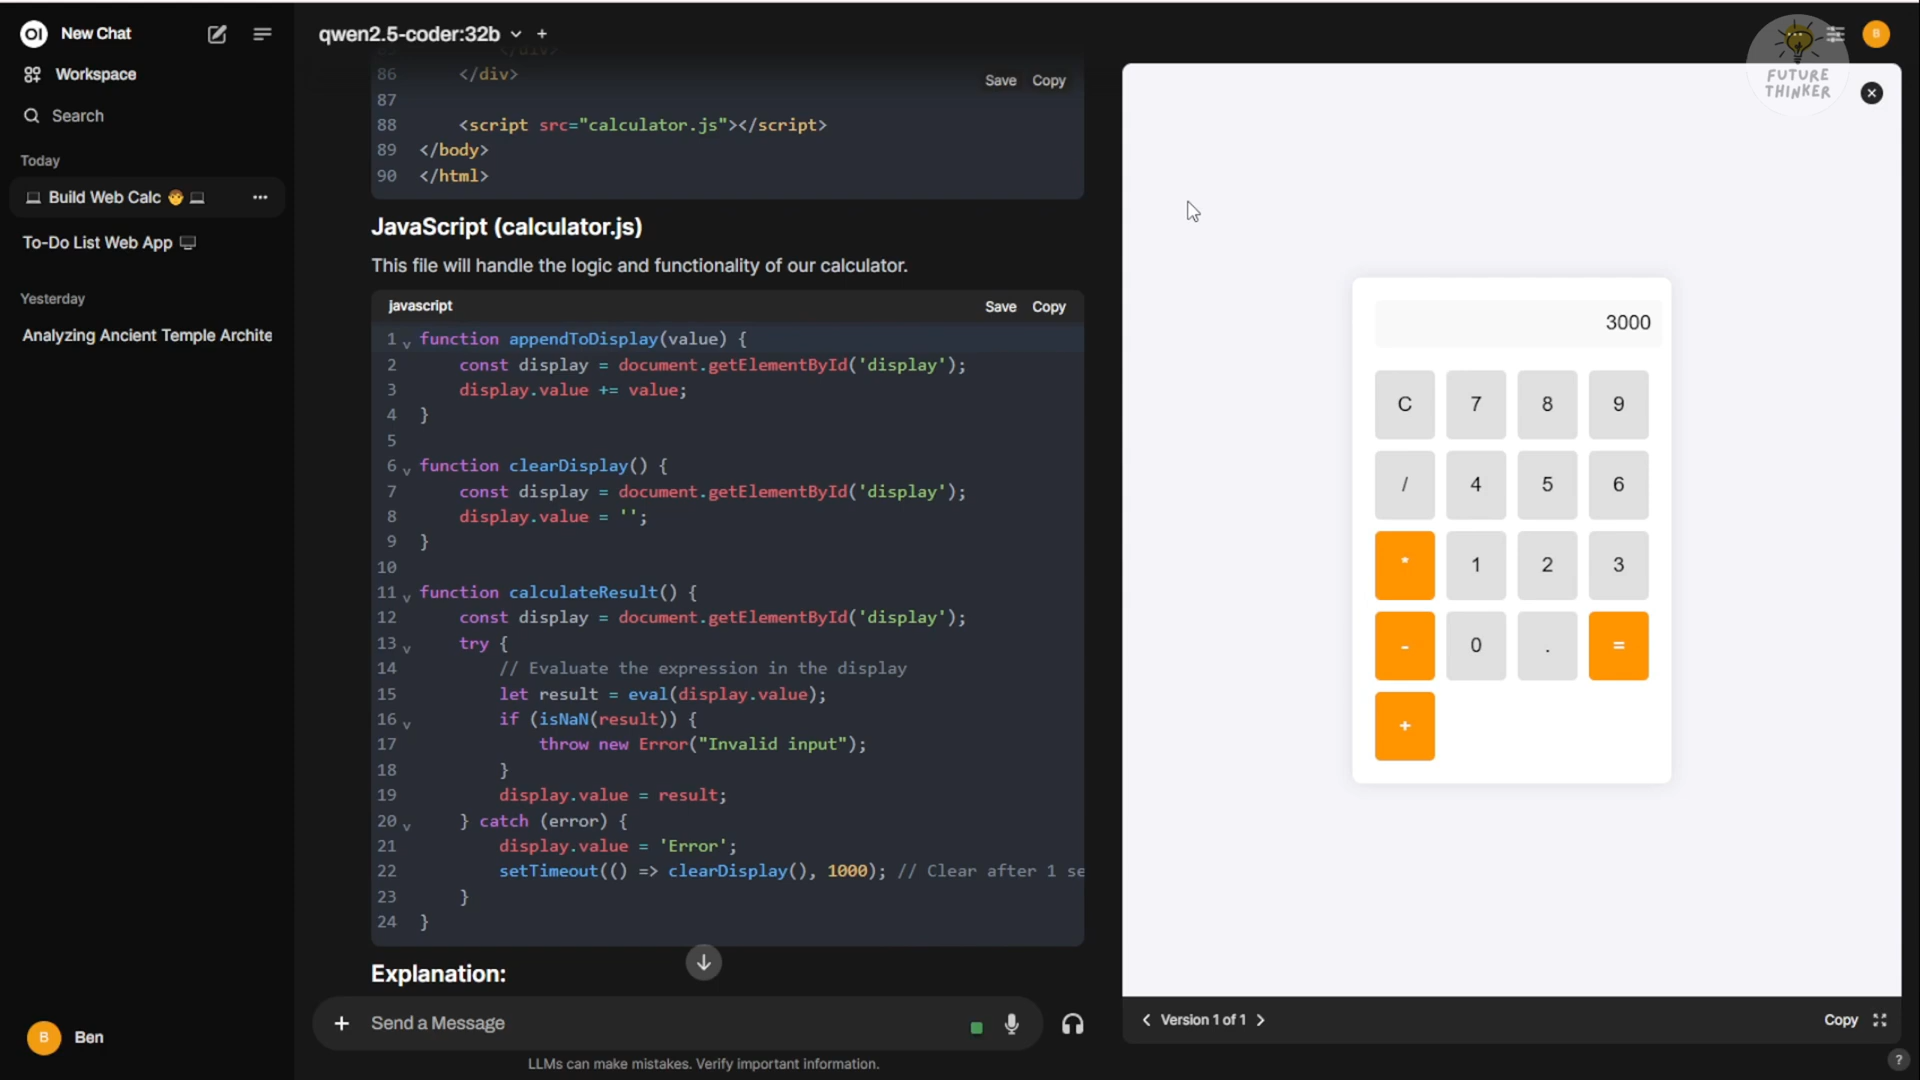 OI New Chat
Workspace
Search
Today
Build Web Calc
To-Do List Web App
Yesterday
Analyzing Ancient Temple Archite
B Ben
qwen2.5-coder:32b
Save Copy
86 </div>
87
88 <script src="calculator.js"></script>
89 </body>
90 </html>
JavaScript (calculator.js)
This file will handle the logic and functionality of our calculator.
javascript Save Copy
1 function appendToDisplay(value) {
2 const display = document.getElementById('display');
3 display.value += value;
4 }
5
6 function clearDisplay() {
7 const display = document.getElementById('display');
8 display.value = '';
9 }
10
11 function calculateResult() {
12 const display = document.getElementById('display');
13 try {
14 // Evaluate the expression in the display
15 let result = eval(display.value);
16 if (isNaN(result)) {
17 throw new Error("Invalid input");
18 }
19 display.value = result;
20 } catch (error) {
21 display.value = 'Error';
22 setTimeout(() => clearDisplay(), 1000); // Clear after 1 se
23 }
24 }
Explanation:
Send a Message
LLMs can make mistakes. Verify important information.
B
FUTURE
THINKER
3000
C 7 8 9
/ 4 5 6
* 1 2 3
- 0 . =
+
Version 1 of 1
Copy
?